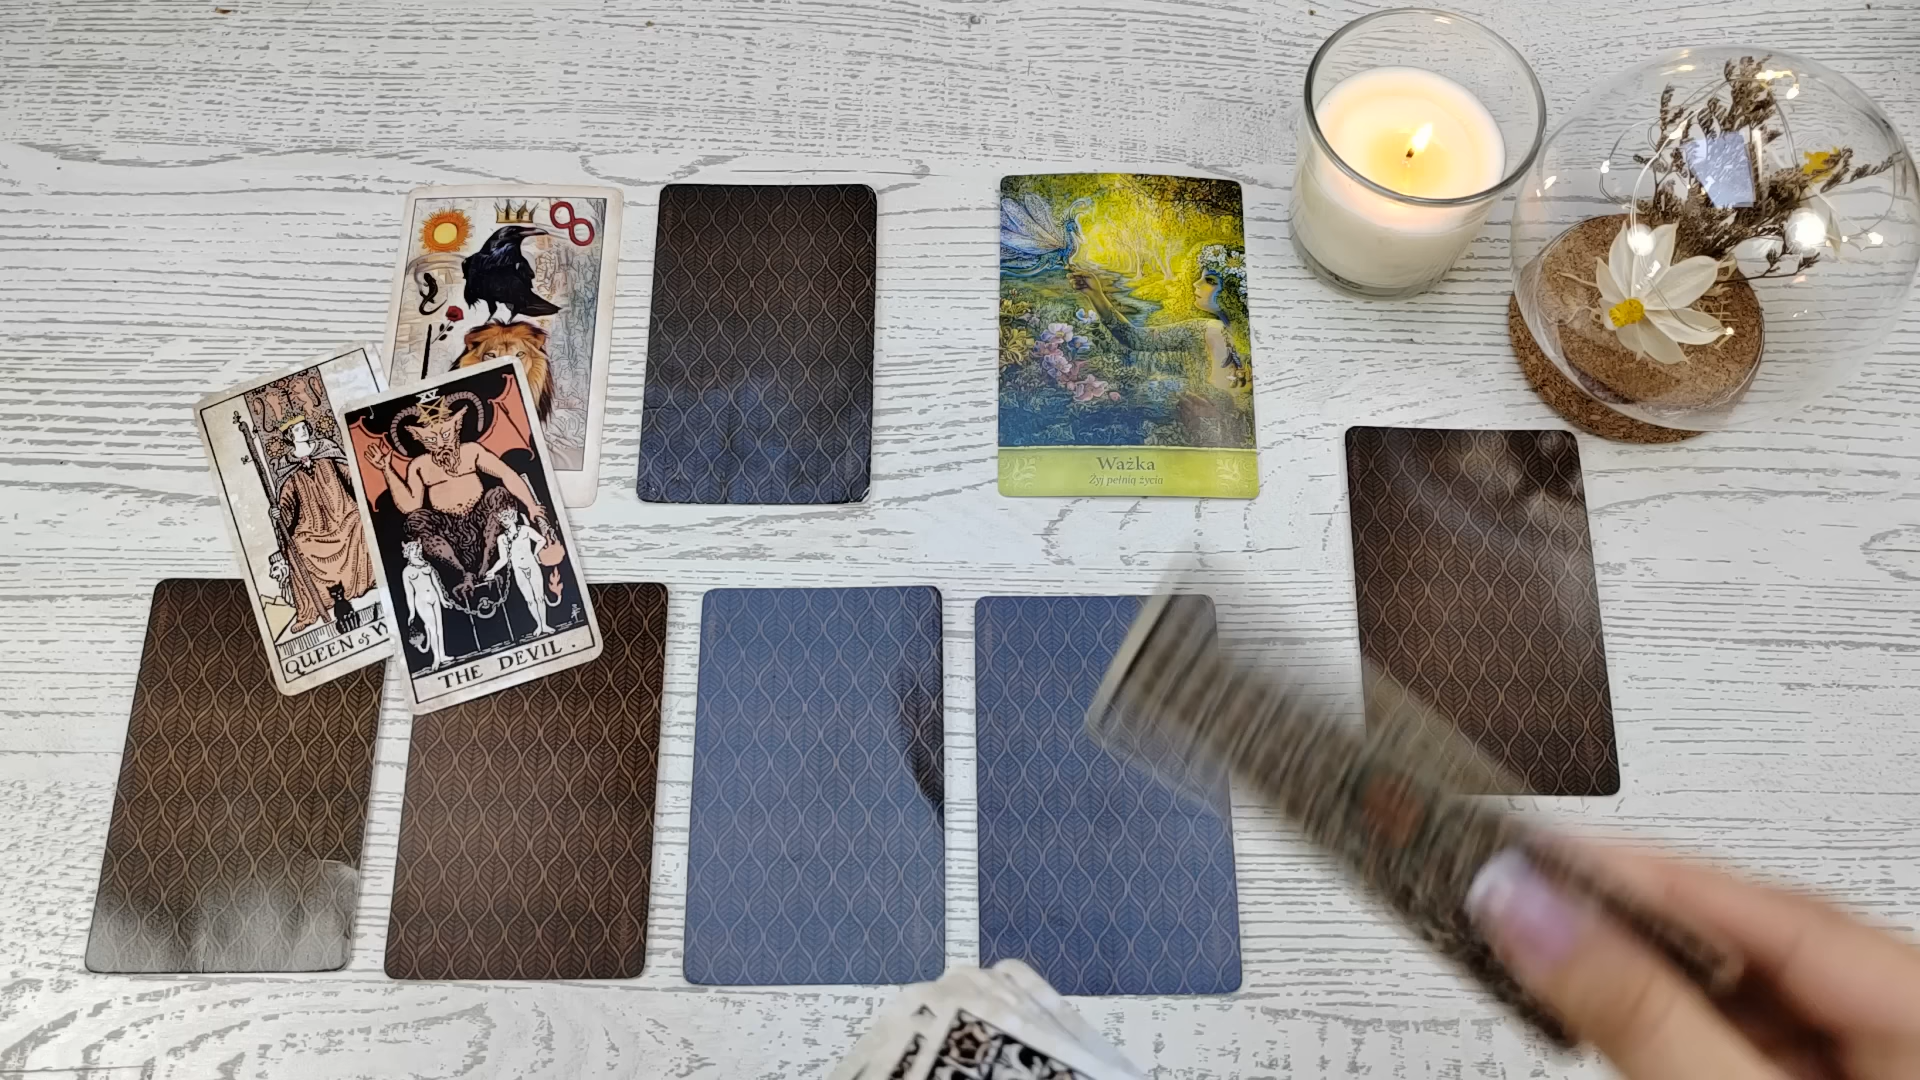 Ważka
Żyj pełnią życia
QUEEN of W
THE DEVIL.